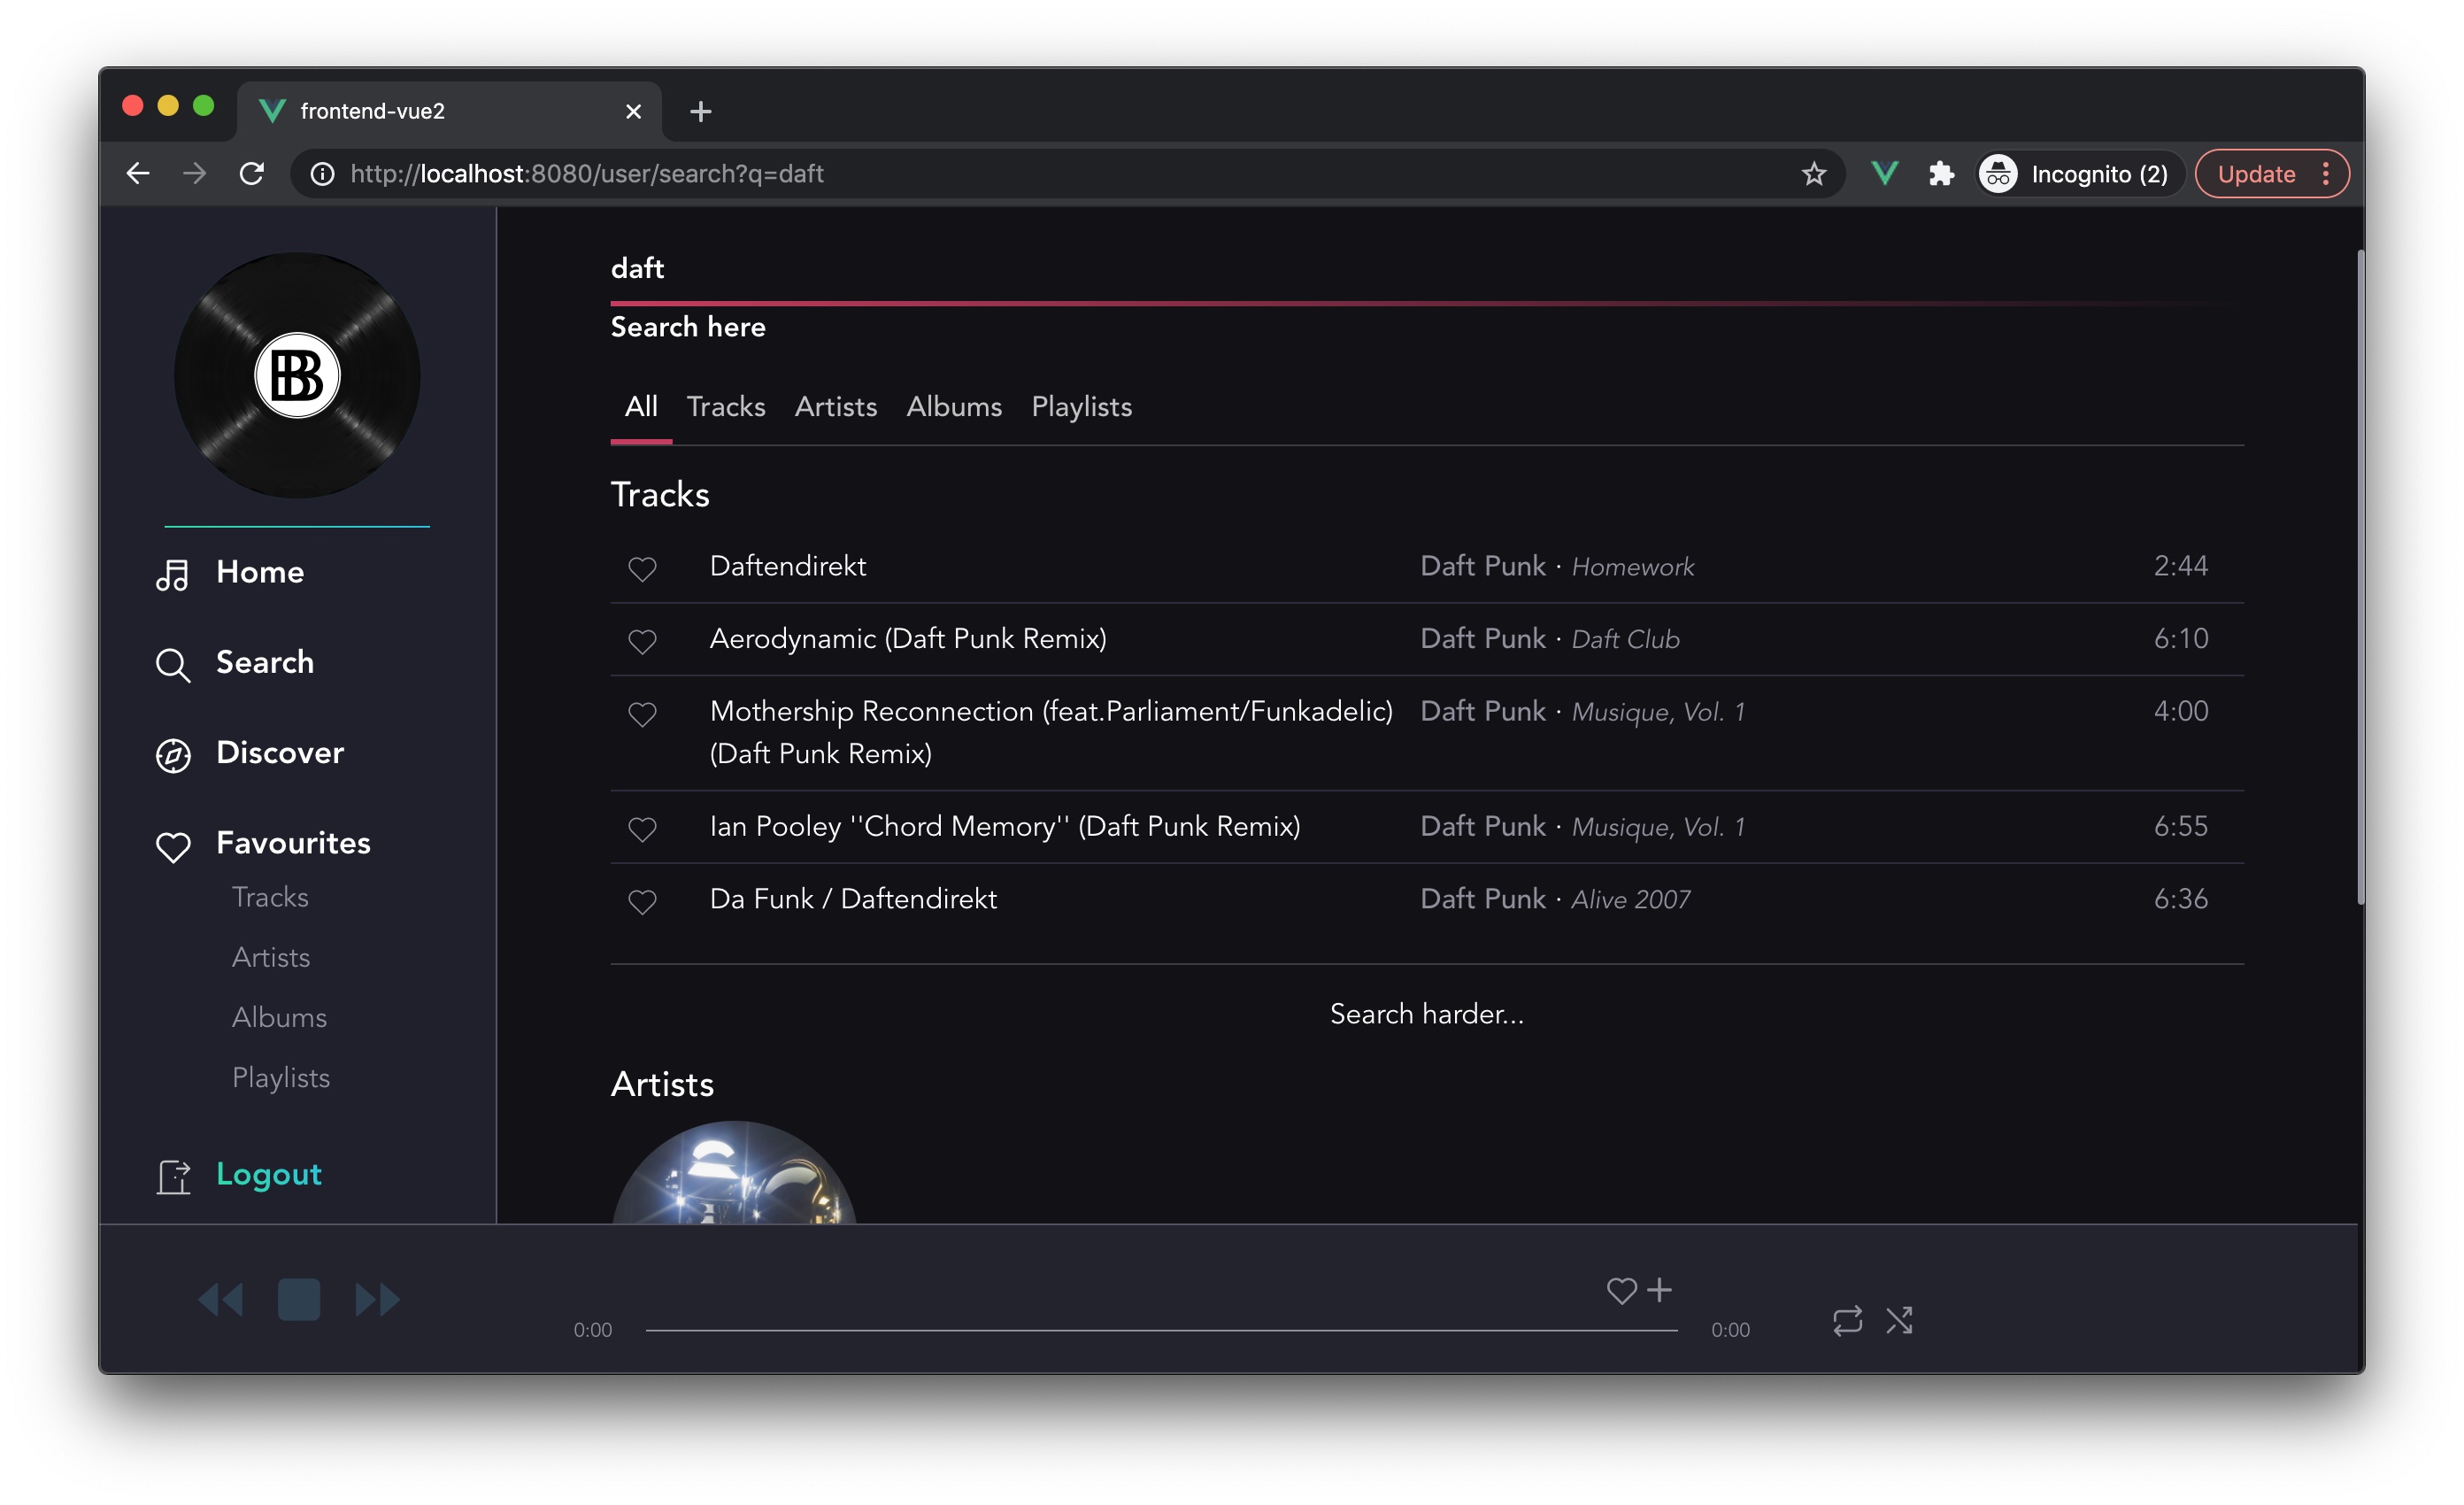 frontend-vue2
http://localhost:8080/user/search?q=daft
Incognito (2)
Update
BB
Home
Search
Discover
Favourites
Tracks
Artists
Albums
Playlists
Logout
daft
Search here
All Tracks Artists Albums Playlists
Tracks
Daftendirekt Daft Punk · Homework 2:44
Aerodynamic (Daft Punk Remix) Daft Punk · Daft Club 6:10
Mothership Reconnection (feat.Parliament/Funkadelic) Daft Punk · Musique, Vol. 1 4:00
(Daft Punk Remix)
Ian Pooley ''Chord Memory'' (Daft Punk Remix) Daft Punk · Musique, Vol. 1 6:55
Da Funk / Daftendirekt Daft Punk · Alive 2007 6:36
Search harder...
Artists
0:00 0:00